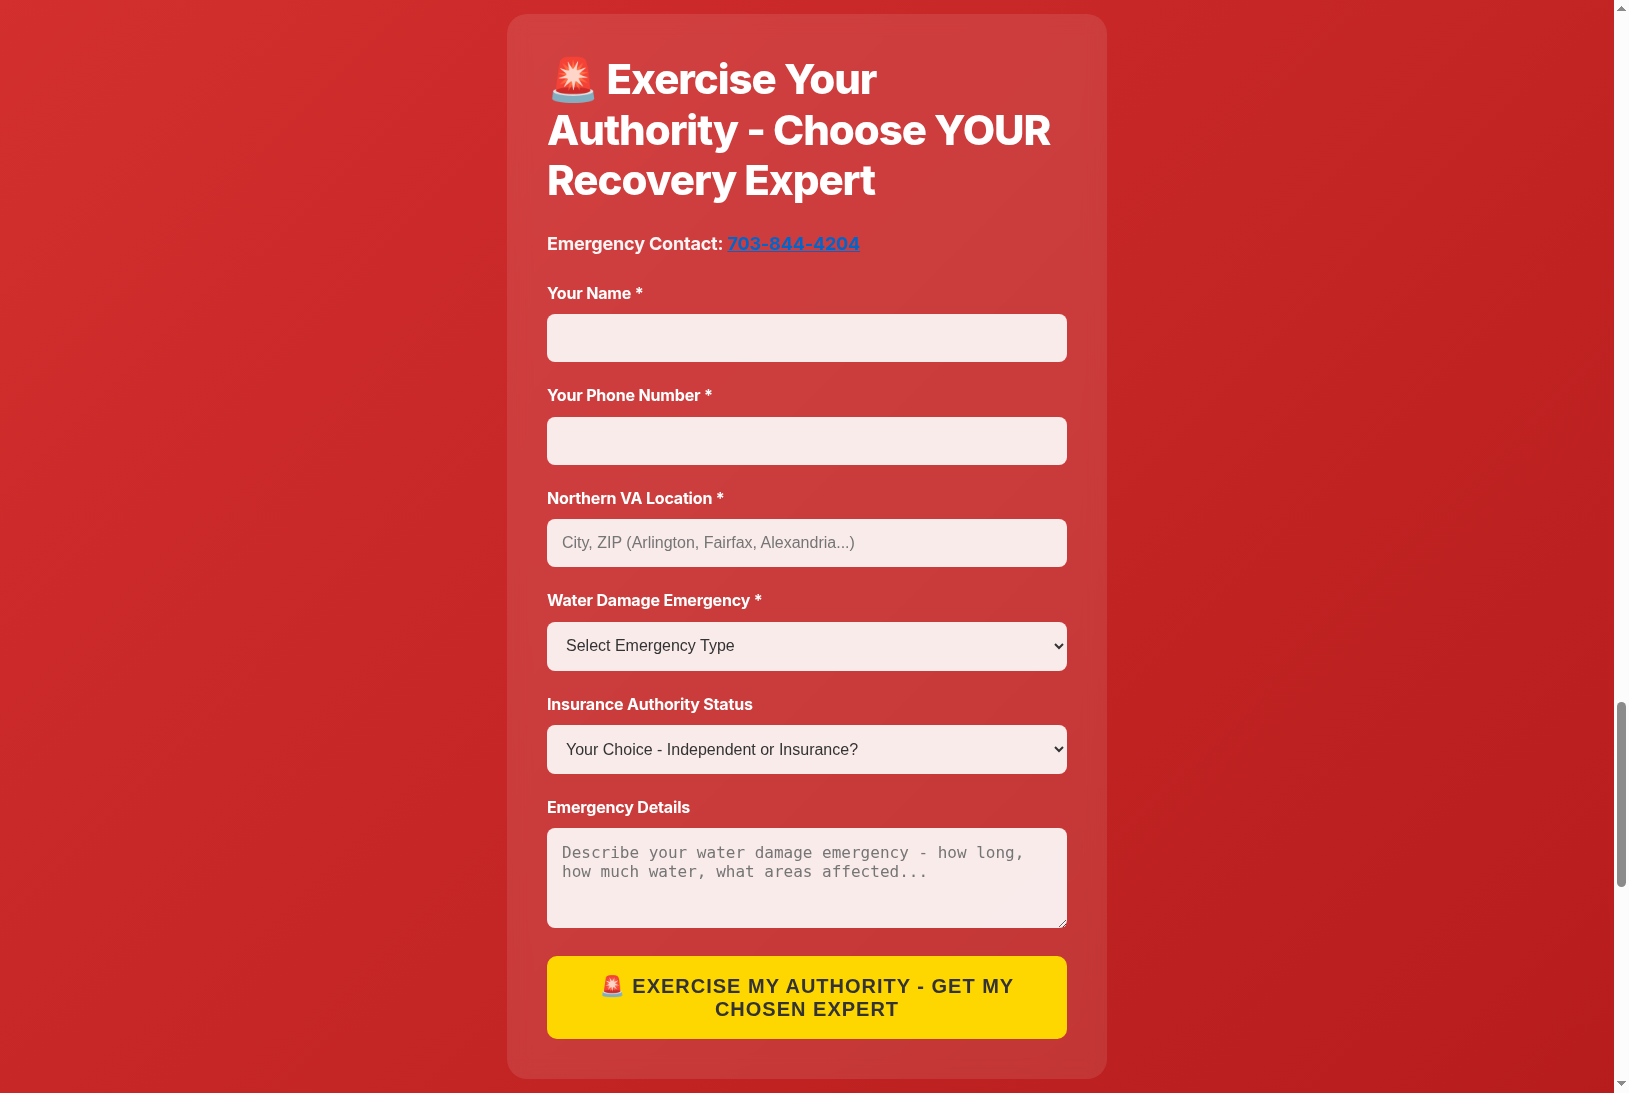 🚨 Exercise Your
Authority - Choose YOUR
Recovery Expert
Emergency Contact: 703-844-4204
Your Name *
Your Phone Number *
Northern VA Location *
City, ZIP (Arlington, Fairfax, Alexandria...)
Water Damage Emergency *
Select Emergency Type
Insurance Authority Status
Your Choice - Independent or Insurance?
Emergency Details
Describe your water damage emergency - how long,
how much water, what areas affected...
🚨 EXERCISE MY AUTHORITY - GET MY
CHOSEN EXPERT